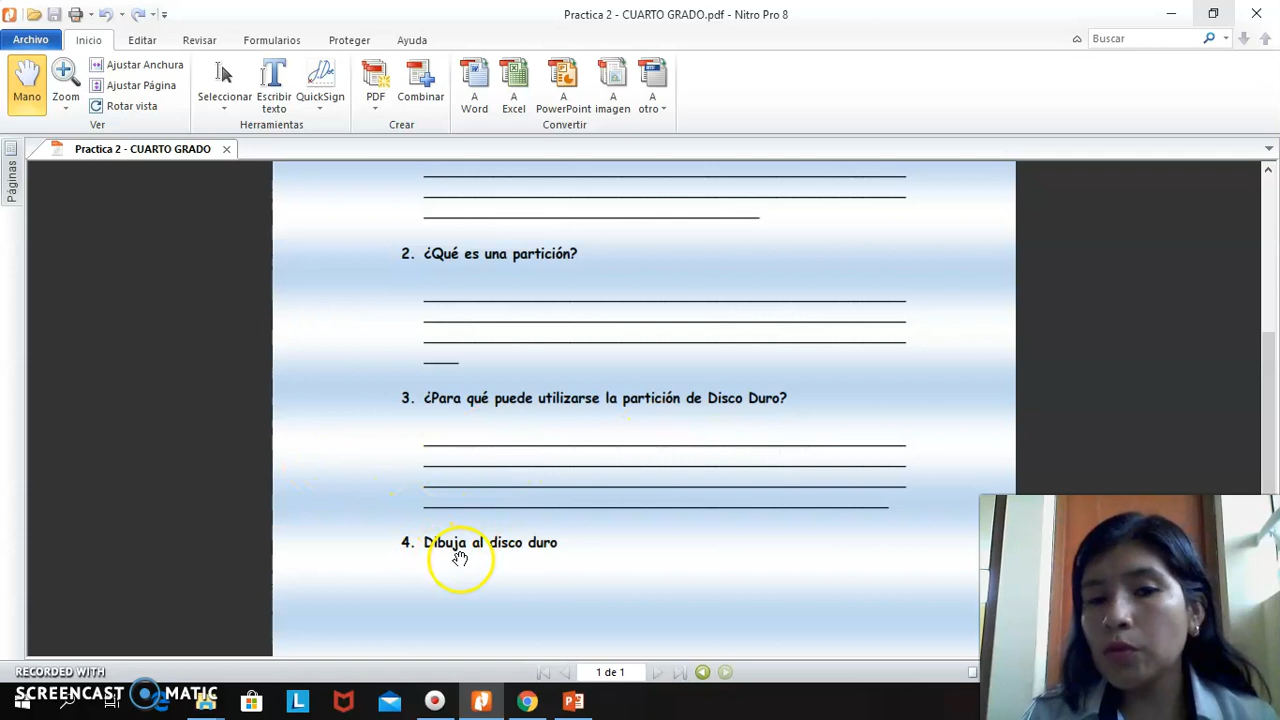 Practica 2 - CUARTO GRADO.pdf - Nitro Pro 8
Archivo
Inicio
Editar
Revisar
Formularios
Proteger
Ayuda
Buscar
Mano
Zoom
Ajustar Anchura
Ajustar Página
Rotar vista
Ver
Seleccionar
Escribir texto
QuickSign
Herramientas
PDF
Combinar
Crear
A Word
A Excel
A PowerPoint
A imagen
A otro
Convertir
Practica 2 - CUARTO GRADO
Páginas
2. ¿Qué es una partición?
3. ¿Para qué puede utilizarse la partición de Disco Duro?
4. Dibuja al disco duro
1 de 1
RECORDED WITH
SCREENCAST MATIC